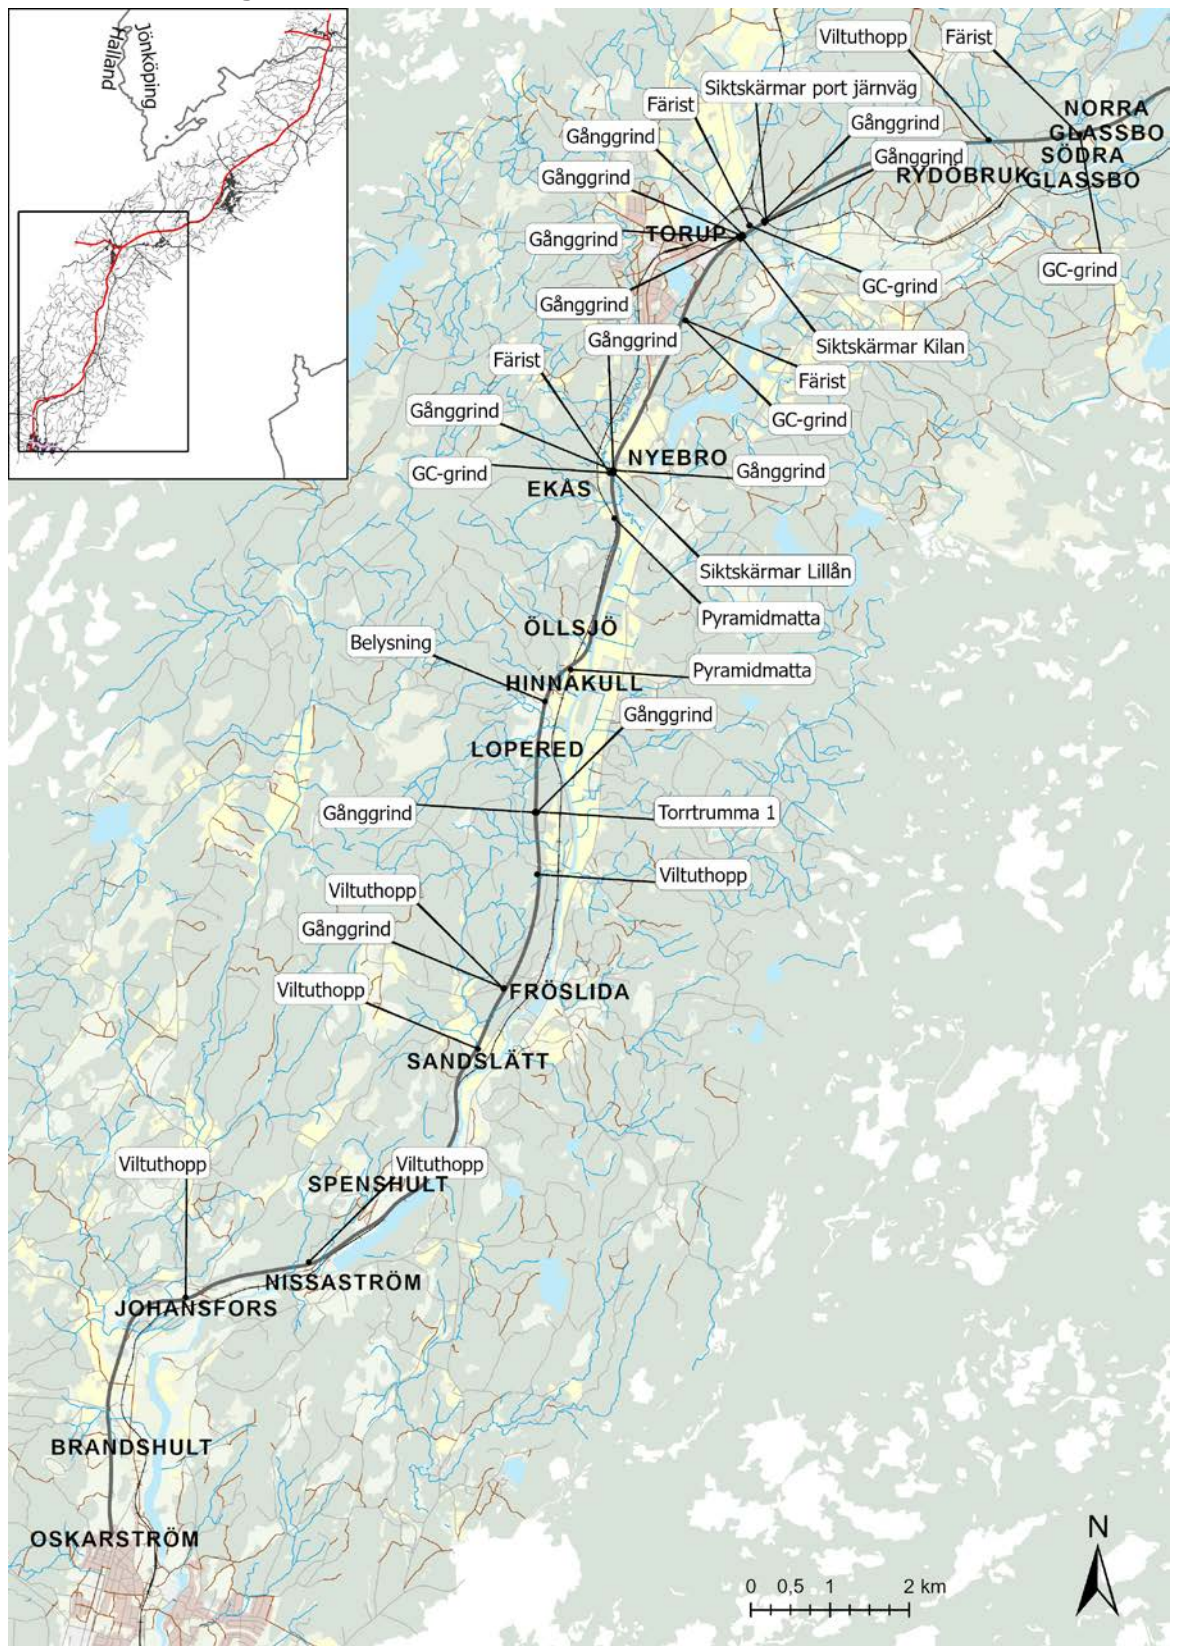 Jönköping
Halland
Viltuthopp
Färist
Siktskärmar port järnväg
Färist
NORRA
GLASSBO
Gånggrind
Gånggrind
SÖDRA
GLASSBO
Gånggrind
RYDÖBRUK
Gånggrind
TORUP
Gånggrind
GC-grind
GC-grind
Gånggrind
Gånggrind
Siktskärmar Kilan
Färist
Färist
Gånggrind
GC-grind
NYEBRO
GC-grind
Gånggrind
EKÅS
Siktskärmar Lillån
Pyramidmatta
ÖLLSJÖ
Belysning
Pyramidmatta
HINNAKULL
Gånggrind
LOPERED
Gånggrind
Torrtrumma 1
Viltuthopp
Viltuthopp
Gånggrind
FRÖSLIDA
Viltuthopp
SANDSLÄTT
Viltuthopp
Viltuthopp
SPENSHULT
NISSASTRÖM
JOHANSFORS
BRANDSHULT
OSKARSTRÖM
N
0 0,5 1 2 km